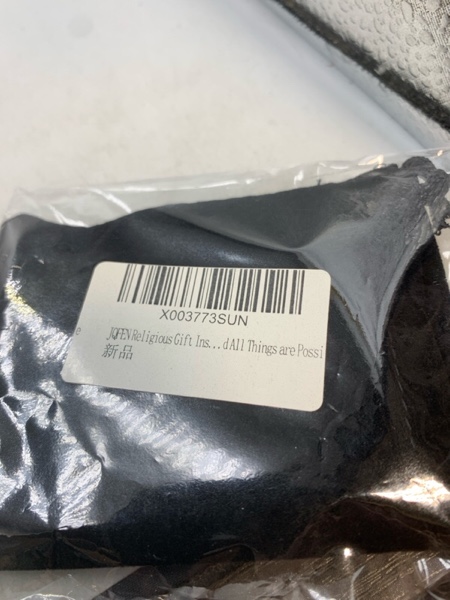 X003773SUN
JQFEN Religious Gift Ins...d All Things are Possi
新品